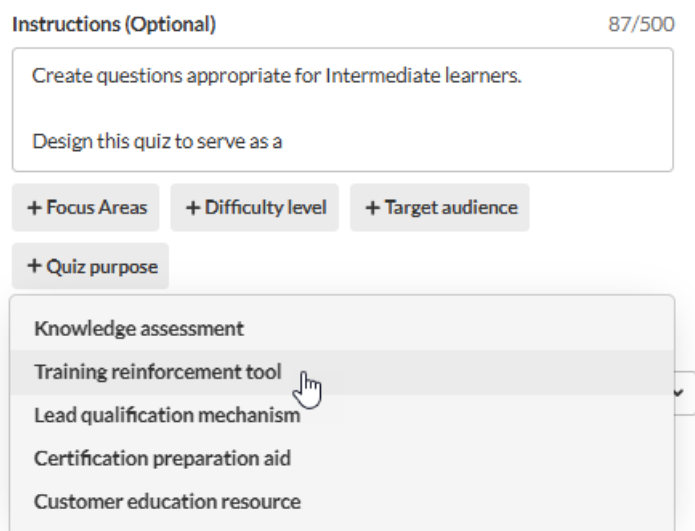 Instructions (Optional) 87/500
Create questions appropriate for Intermediate learners.
Design this quiz to serve as a
+ Focus Areas + Difficulty level + Target audience
+ Quiz purpose
Knowledge assessment
Training reinforcement tool
Lead qualification mechanism
Certification preparation aid
Customer education resource